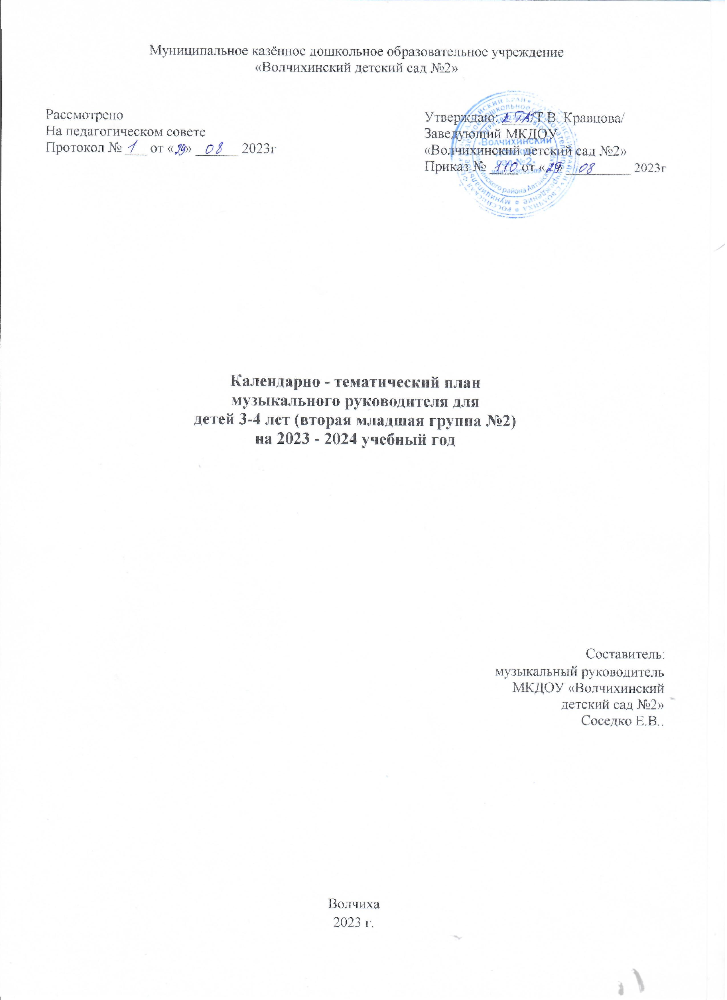 Муниципальное казённое дошкольное образовательное учреждение
«Волчихинский детский сад №2»
Рассмотрено
На педагогическом совете
Протокол № 1 от «29» 08 2023г
Утверждаю: /Т.В. Кравцова/
Заведующий МКДОУ
«Волчихинский детский сад №2»
Приказ № 110 от «29» 08 2023г
Календарно - тематический план
музыкального руководителя для
детей 3-4 лет (вторая младшая группа №2)
на 2023 - 2024 учебный год
Составитель:
музыкальный руководитель
МКДОУ «Волчихинский
детский сад №2»
Соседко Е.В..
Волчиха
2023 г.